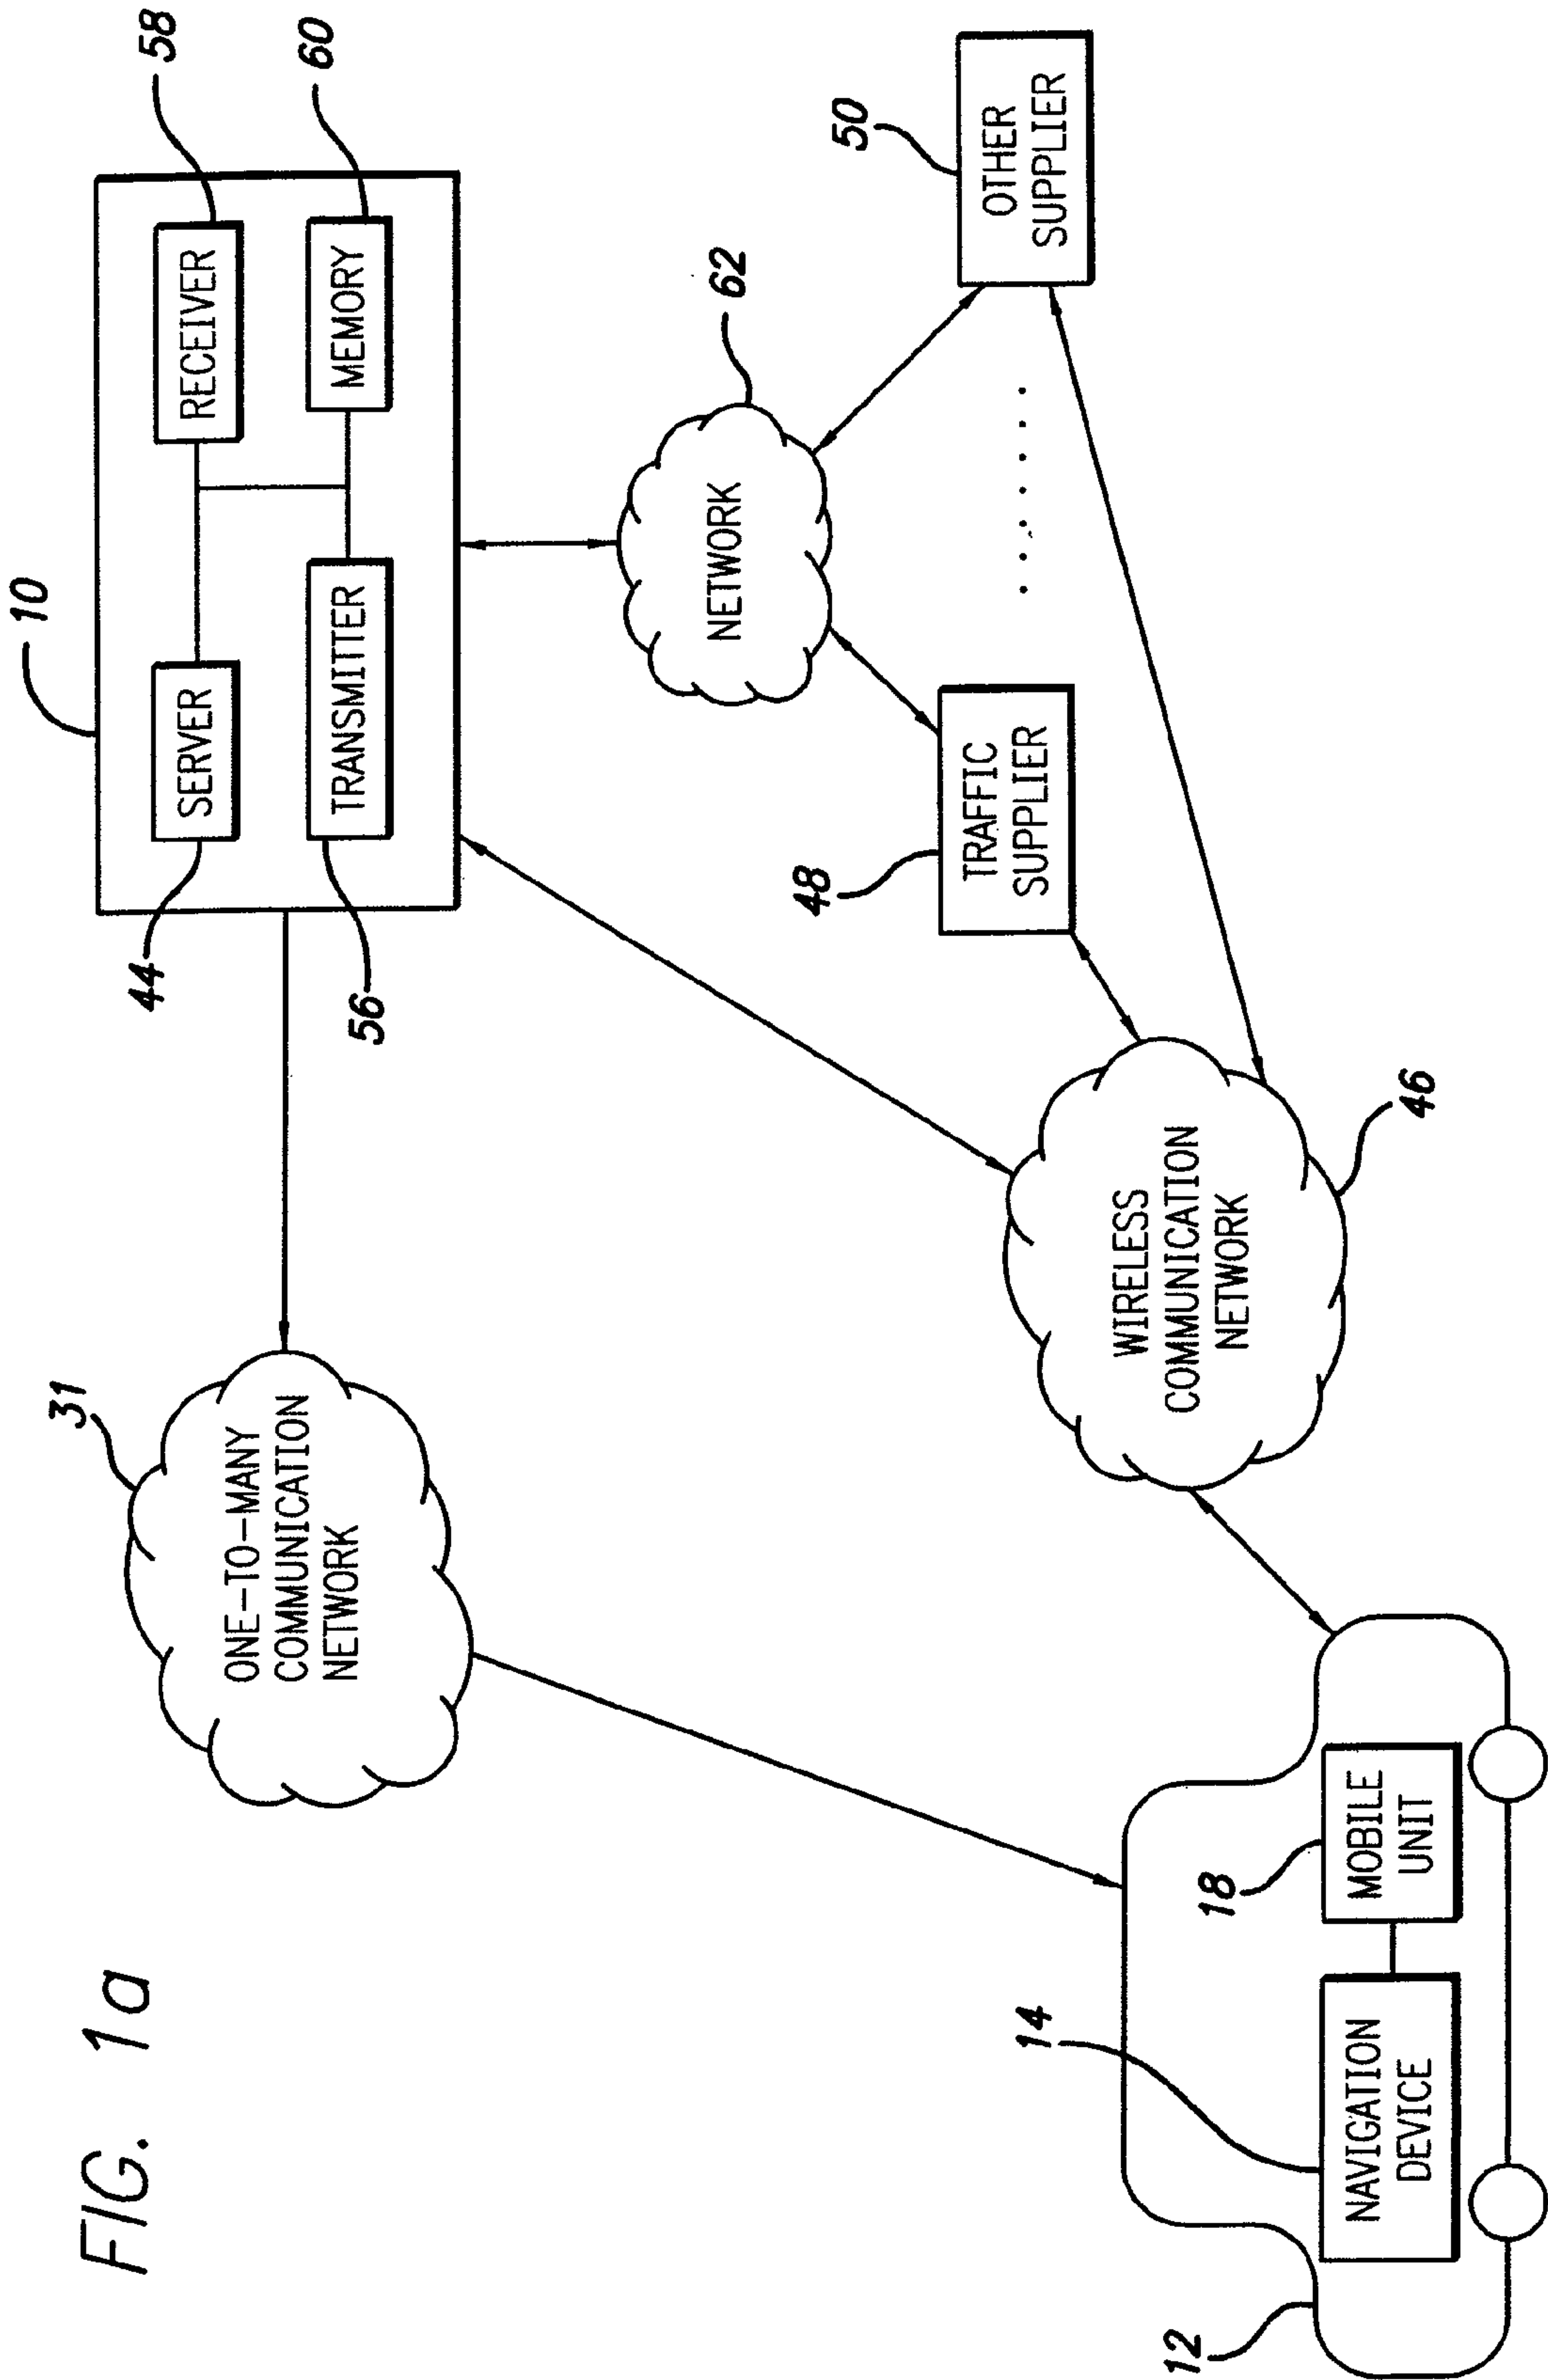 FIG. 1a
31
ONE-TO-MANY
COMMUNICATION
NETWORK
10
44
SERVER
RECEIVER
58
56
TRANSMITTER
MEMORY
60
62
NETWORK
48
TRAFFIC
SUPPLIER
50
OTHER
SUPPLIER
WIRELESS
COMMUNICATION
NETWORK
46
12
14
NAVIGATION
DEVICE
18
MOBILE
UNIT